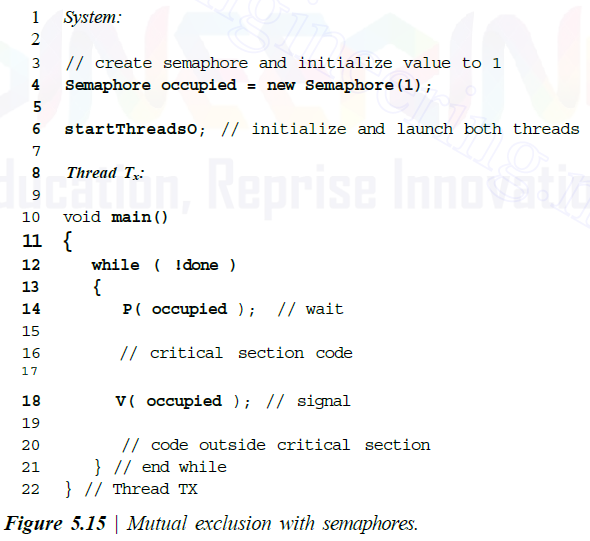 1 System:
2
3 // create semaphore and initialize value to 1
4 Semaphore occupied = new Semaphore(1);
5
6 startThreadsO; // initialize and launch both threads
7
8 Thread Tx:
9
10 void main()
11 {
12 while ( !done )
13 {
14 P( occupied ); // wait
15
16 // critical section code
17
18 V( occupied ); // signal
19
20 // code outside critical section
21 } // end while
22 } // Thread TX
Figure 5.15 | Mutual exclusion with semaphores.